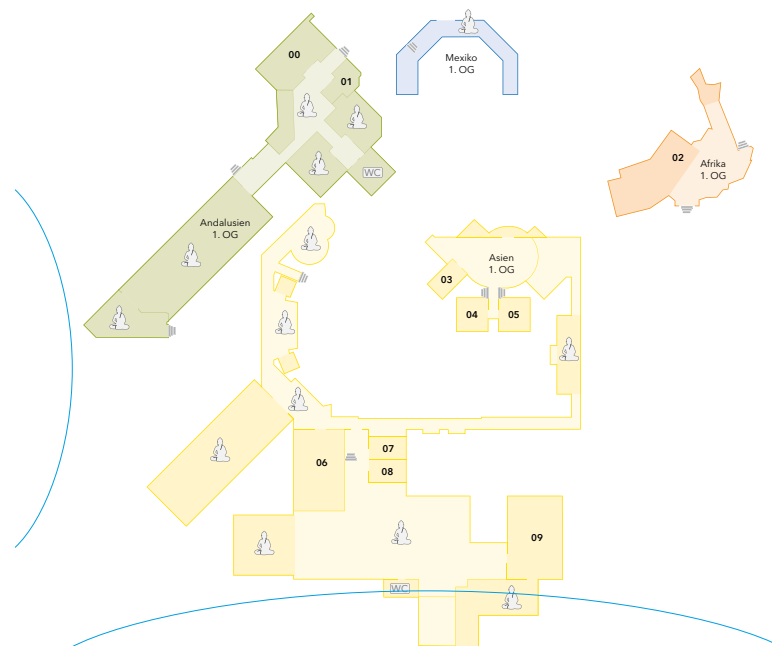 00
Mexiko
1. OG
01
02
Afrika
1. OG
WC
Andalusien
1. OG
Asien
1. OG
03
04
05
06
07
08
09
WC